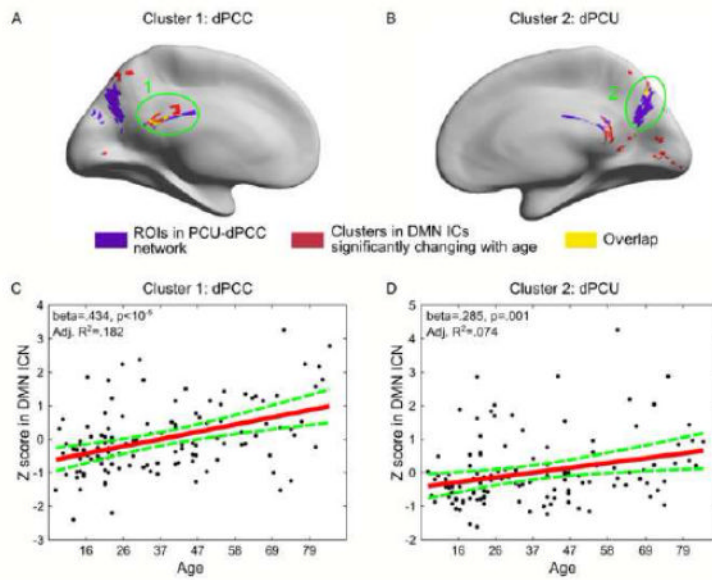 A Cluster 1: dPCC
B Cluster 2: dPCU
1
2
ROIs in PCU-dPCC
network
Clusters in DMN ICs
significantly changing with age
Overlap
C Cluster 1: dPCC
beta=.434, p<10⁻⁵
Adj. R²=.182
Z score in DMN ICN
4
3
2
1
0
-1
-2
-3
16 26 37 47 58 69 79
Age
D Cluster 2: dPCU
beta=.285, p=.001
Adj. R²=.074
Z score in DMN ICN
5
4
3
2
1
0
-1
-2
16 26 37 47 58 69 79
Age